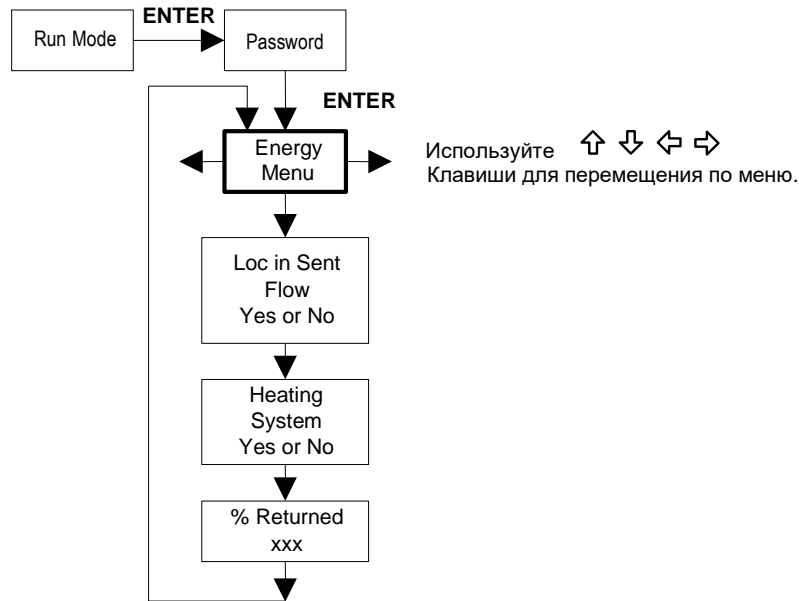 ENTER
Run Mode
Password
ENTER
Energy
Menu
Используйте ⇧ ⇩ ⇦ ⇨
Клавиши для перемещения по меню.
Loc in Sent
Flow
Yes or No
Heating
System
Yes or No
% Returned
xxx